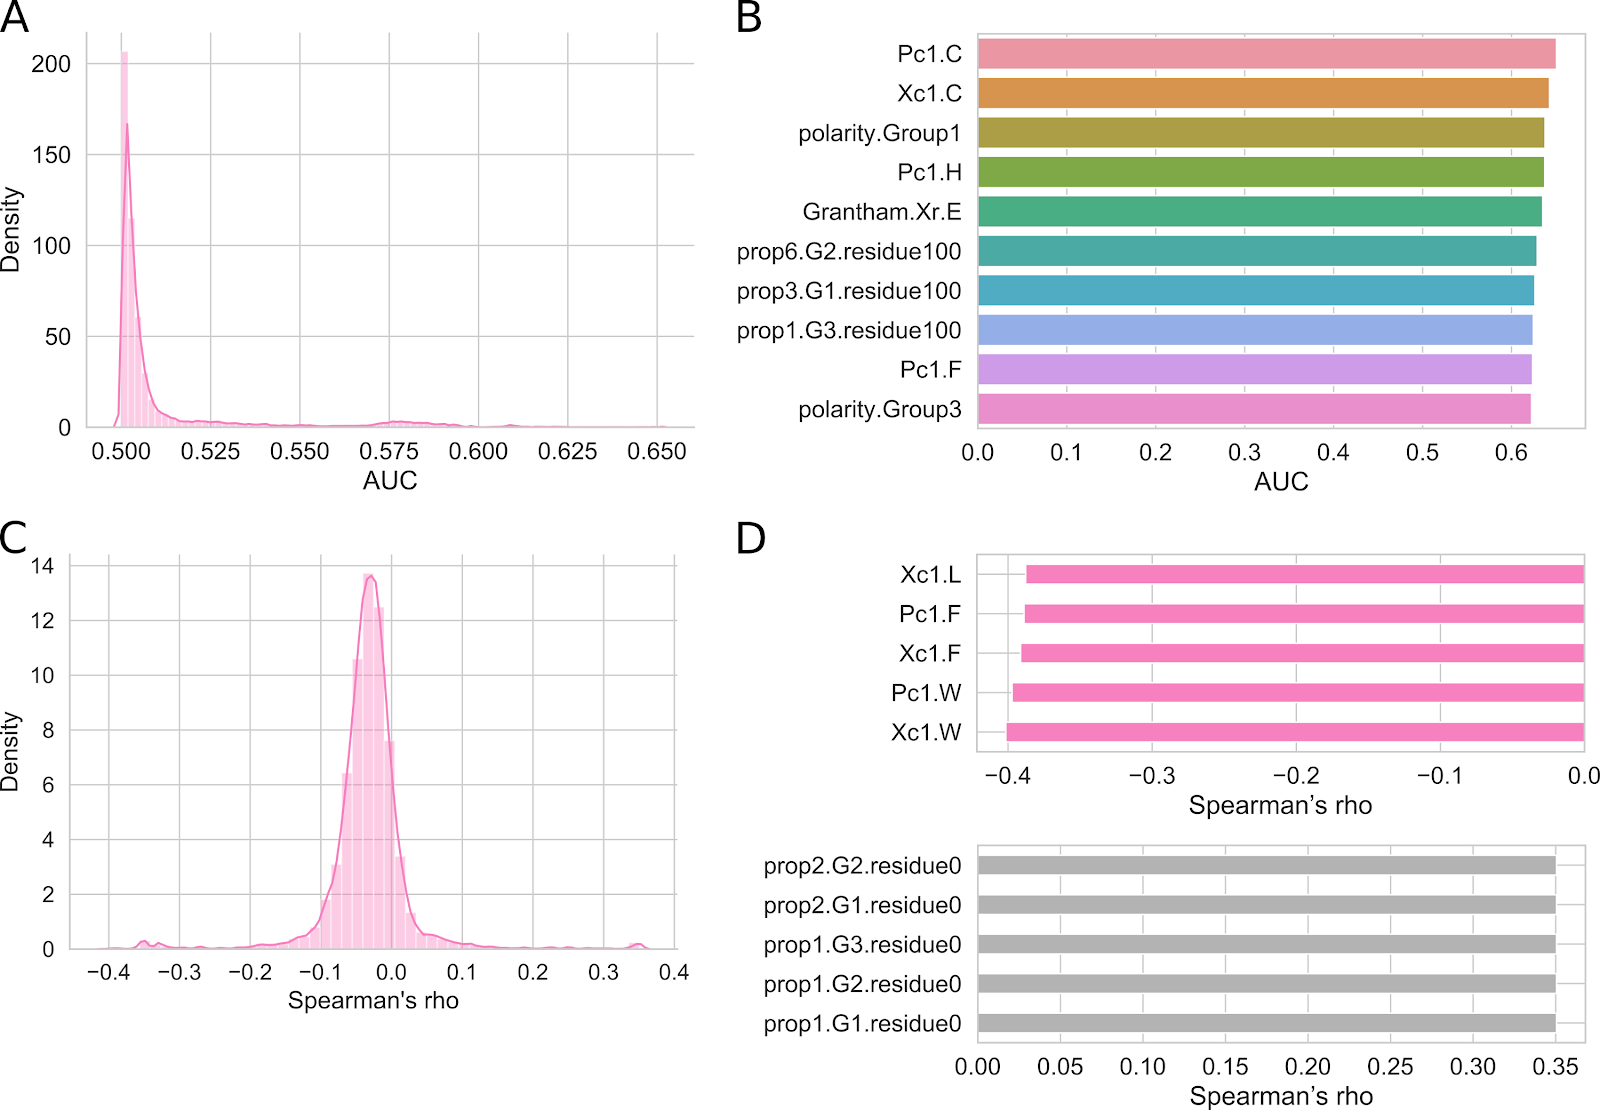 A
200
150
100
50
0
Density
0.500 0.525 0.550 0.575 0.600 0.625 0.650
AUC
B
Pc1.C
Xc1.C
polarity.Group1
Pc1.H
Grantham.Xr.E
prop6.G2.residue100
prop3.G1.residue100
prop1.G3.residue100
Pc1.F
polarity.Group3
0.0 0.1 0.2 0.3 0.4 0.5 0.6
AUC
C
14
12
10
8
6
4
2
0
Density
−0.4 −0.3 −0.2 −0.1 0.0 0.1 0.2 0.3 0.4
Spearman's rho
D
Xc1.L
Pc1.F
Xc1.F
Pc1.W
Xc1.W
−0.4 −0.3 −0.2 −0.1 0.0
Spearman’s rho
prop2.G2.residue0
prop2.G1.residue0
prop1.G3.residue0
prop1.G2.residue0
prop1.G1.residue0
0.00 0.05 0.10 0.15 0.20 0.25 0.30 0.35
Spearman’s rho